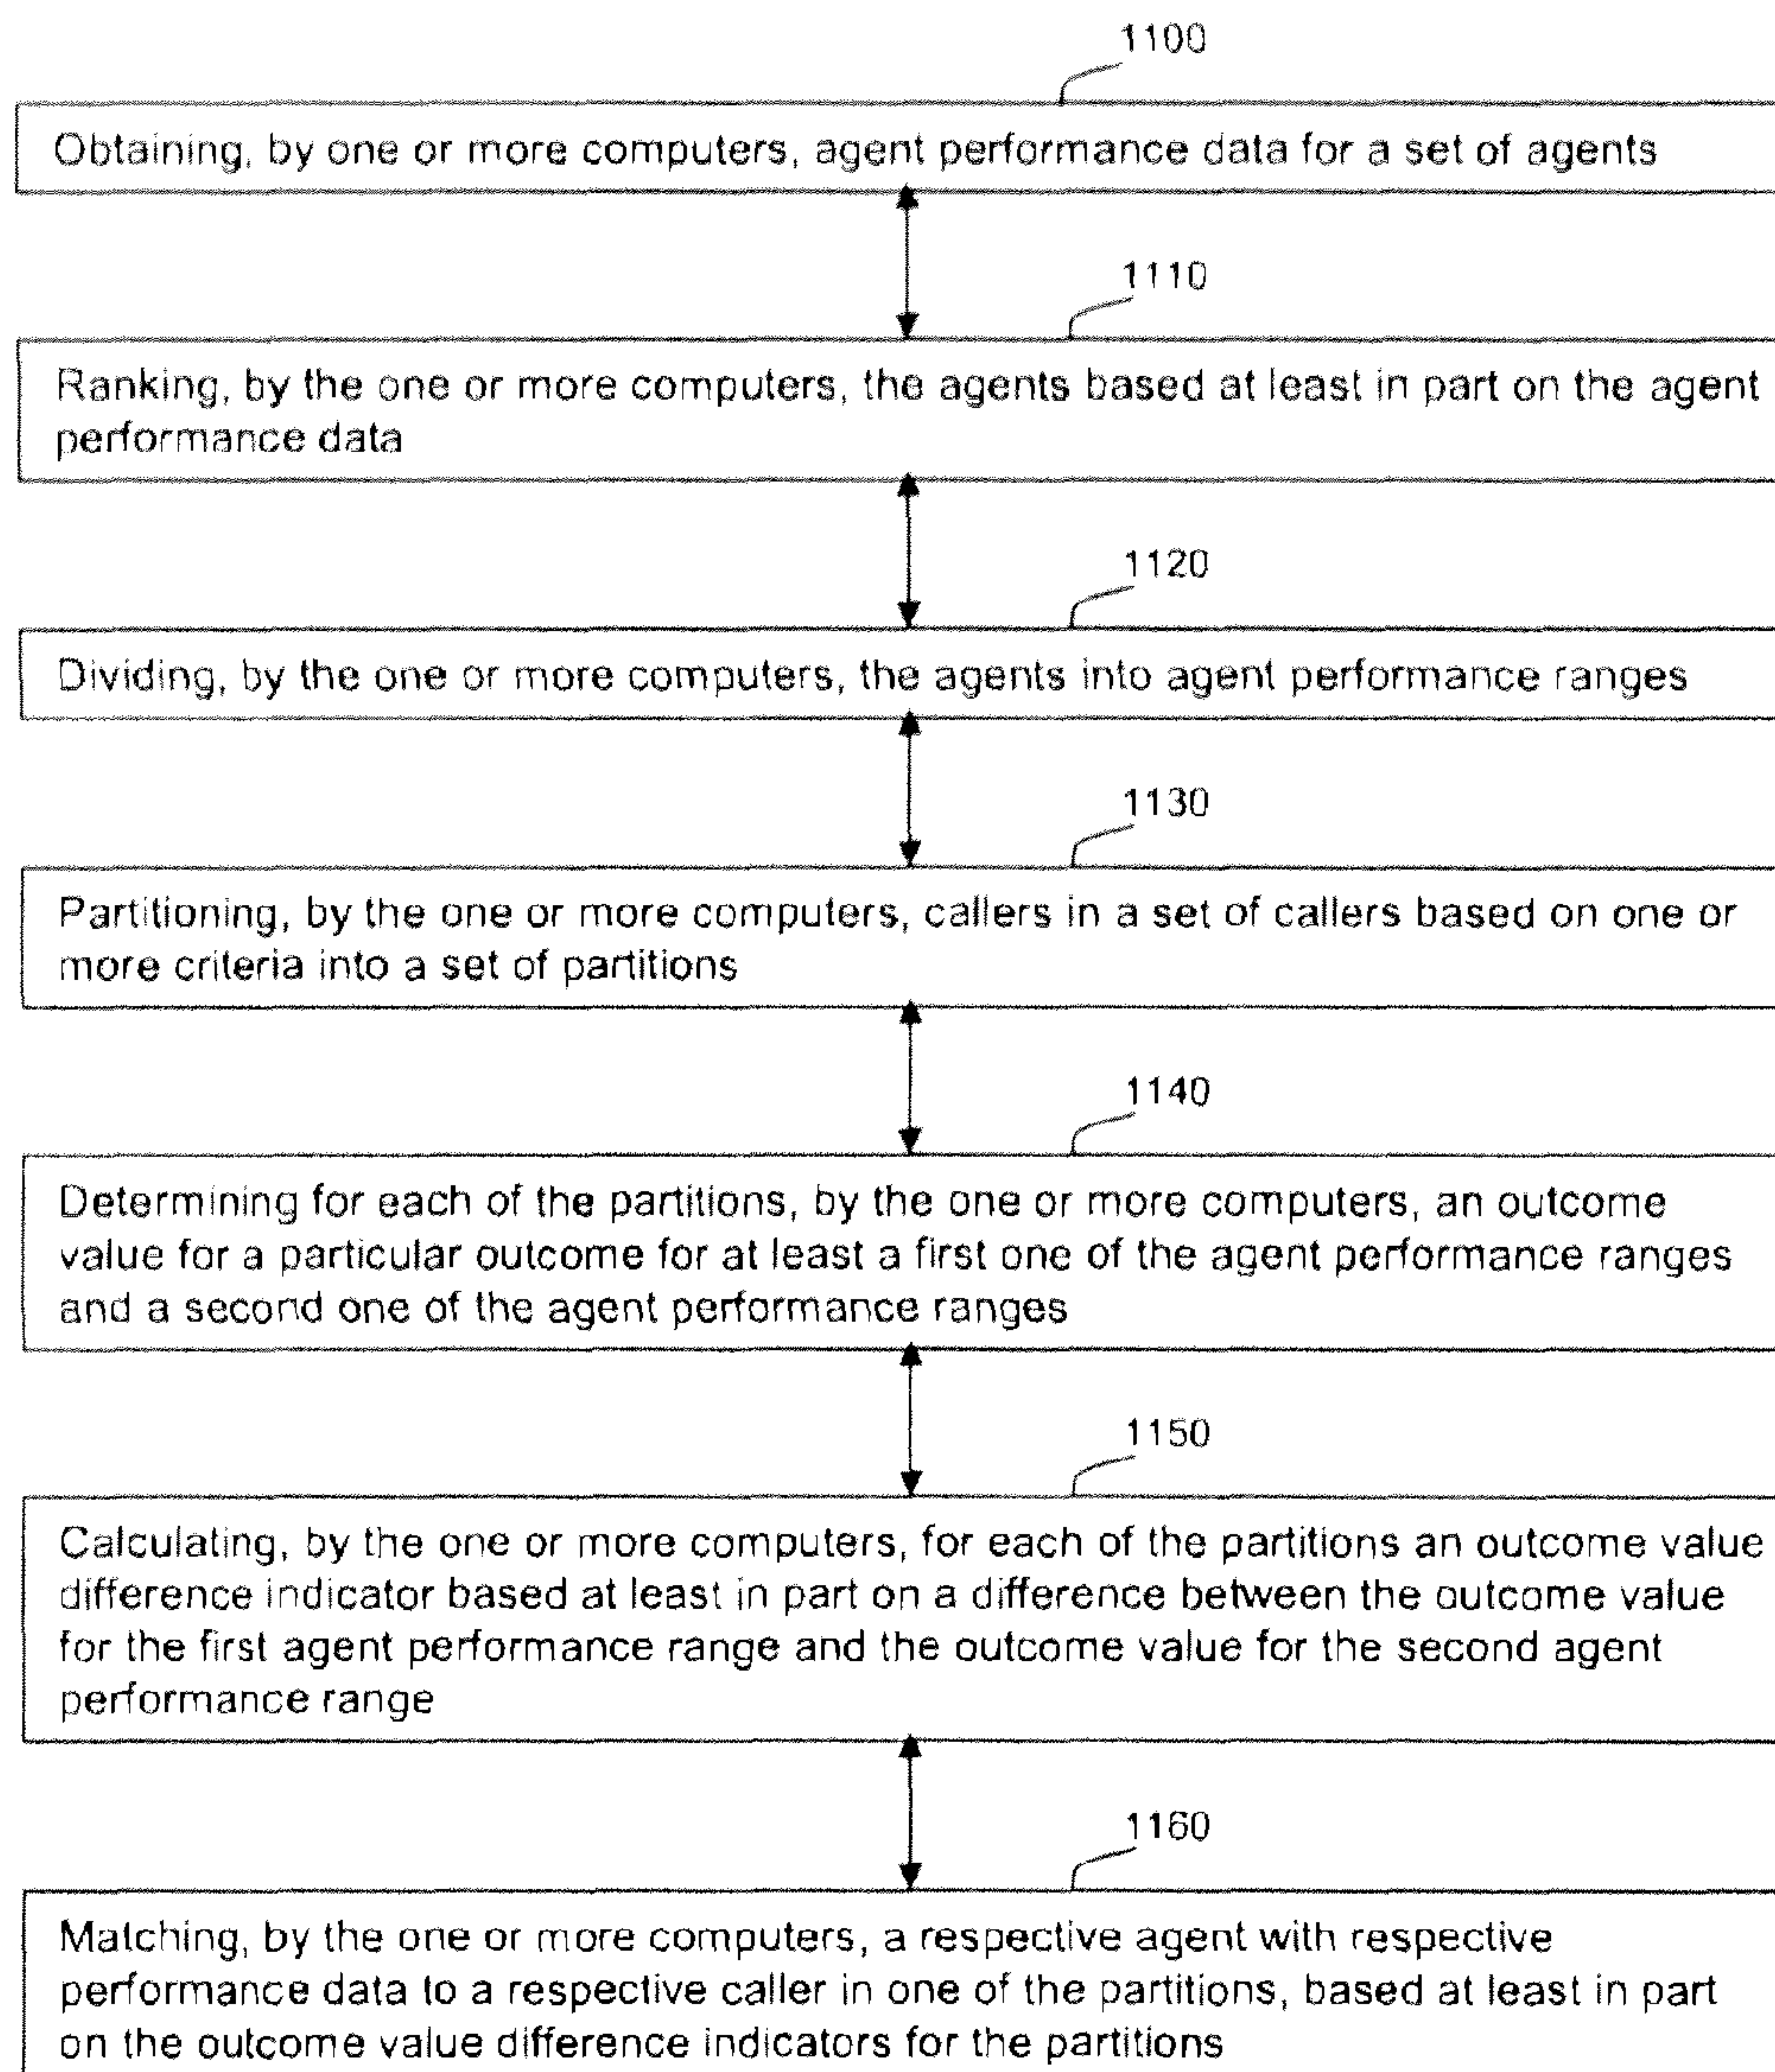 1100
Obtaining, by one or more computers, agent performance data for a set of agents
1110
Ranking, by the one or more computers, the agents based at least in part on the agent
performance data
1120
Dividing, by the one or more computers, the agents into agent performance ranges
1130
Partitioning, by the one or more computers, callers in a set of callers based on one or
more criteria into a set of partitions
1140
Determining for each of the partitions, by the one or more computers, an outcome
value for a particular outcome for at least a first one of the agent performance ranges
and a second one of the agent performance ranges
1150
Calculating, by the one or more computers, for each of the partitions an outcome value
difference indicator based at least in part on a difference between the outcome value
for the first agent performance range and the outcome value for the second agent
performance range
1160
Matching, by the one or more computers, a respective agent with respective
performance data to a respective caller in one of the partitions, based at least in part
on the outcome value difference indicators for the partitions